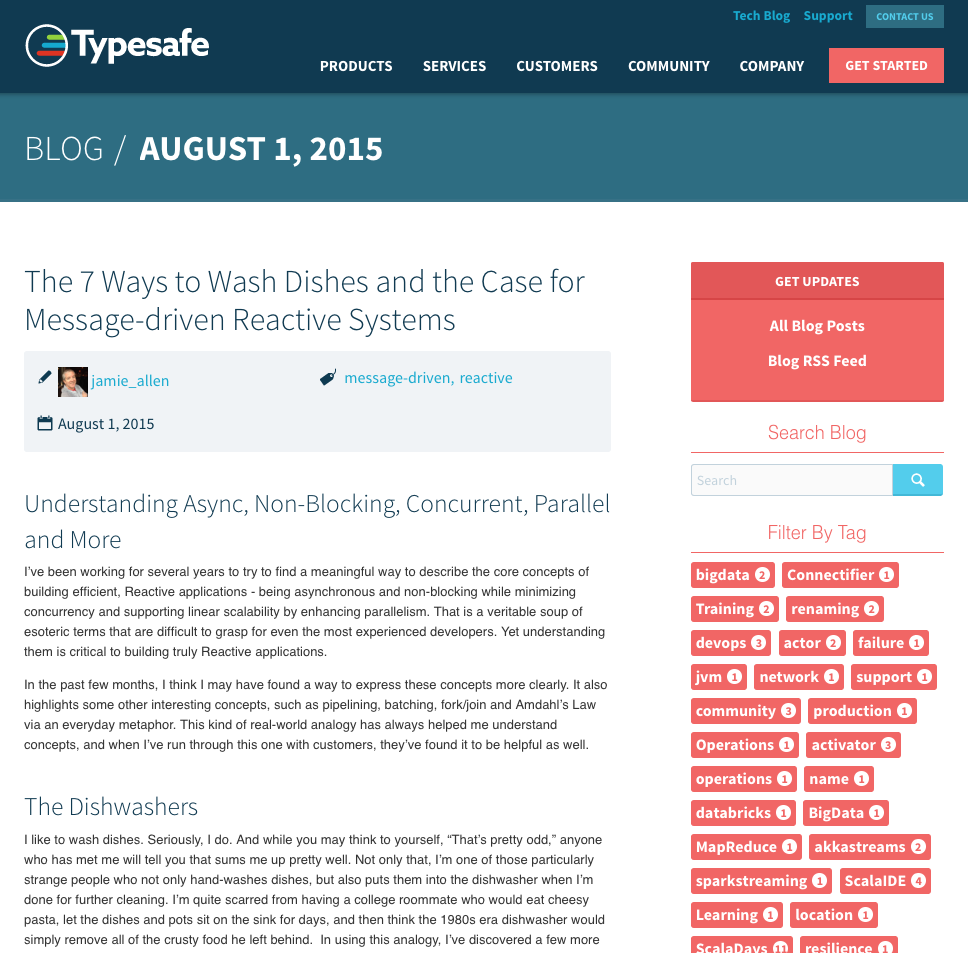 Tech Blog Support CONTACT US
Typesafe
PRODUCTS SERVICES CUSTOMERS COMMUNITY COMPANY GET STARTED
BLOG / AUGUST 1, 2015
The 7 Ways to Wash Dishes and the Case for
Message-driven Reactive Systems
jamie_allen
message-driven, reactive
August 1, 2015
Understanding Async, Non-Blocking, Concurrent, Parallel
and More
I’ve been working for several years to try to find a meaningful way to describe the core concepts of
building efficient, Reactive applications - being asynchronous and non-blocking while minimizing
concurrency and supporting linear scalability by enhancing parallelism. That is a veritable soup of
esoteric terms that are difficult to grasp for even the most experienced developers. Yet understanding
them is critical to building truly Reactive applications.
In the past few months, I think I may have found a way to express these concepts more clearly. It also
highlights some other interesting concepts, such as pipelining, batching, fork/join and Amdahl’s Law
via an everyday metaphor. This kind of real-world analogy has always helped me understand
concepts, and when I’ve run through this one with customers, they’ve found it to be helpful as well.
The Dishwashers
I like to wash dishes. Seriously, I do. And while you may think to yourself, “That’s pretty odd,” anyone
who has met me will tell you that sums me up pretty well. Not only that, I’m one of those particularly
strange people who not only hand-washes dishes, but also puts them into the dishwasher when I’m
done for further cleaning. I’m quite scarred from having a college roommate who would eat cheesy
pasta, let the dishes and pots sit on the sink for days, and then think the 1980s era dishwasher would
simply remove all of the crusty food he left behind.  In using this analogy, I’ve discovered a few more
GET UPDATES
All Blog Posts
Blog RSS Feed
Search Blog
Search
Filter By Tag
bigdata 2 Connectifier 1
Training 2 renaming 2
devops 3 actor 2 failure 1
jvm 1 network 1 support 1
community 3 production 1
Operations 1 activator 3
operations 1 name 1
databricks 1 BigData 1
MapReduce 1 akkastreams 2
sparkstreaming 1 ScalaIDE 4
Learning 1 location 1
ScalaDays 11 resilience 1